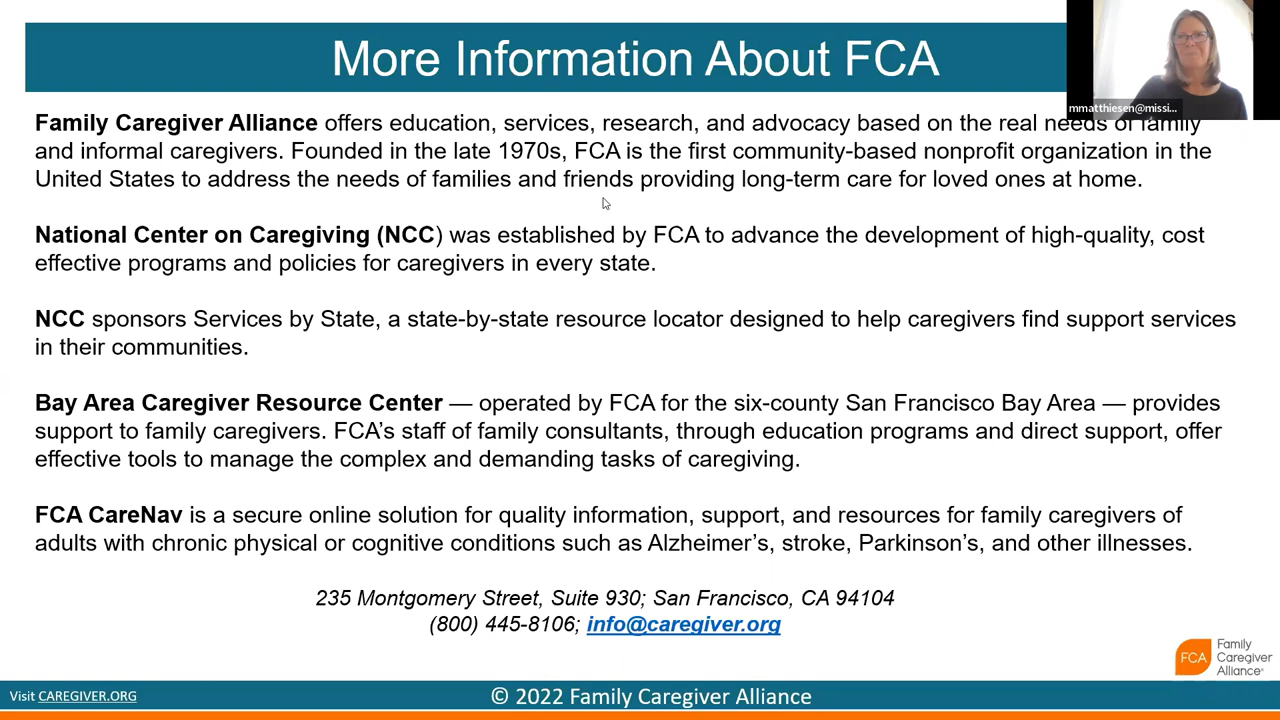 More Information About FCA
mmatthiesen@missi...
Family Caregiver Alliance offers education, services, research, and advocacy based on the real needs of family
and informal caregivers. Founded in the late 1970s, FCA is the first community-based nonprofit organization in the
United States to address the needs of families and friends providing long-term care for loved ones at home.
National Center on Caregiving (NCC) was established by FCA to advance the development of high-quality, cost
effective programs and policies for caregivers in every state.
NCC sponsors Services by State, a state-by-state resource locator designed to help caregivers find support services
in their communities.
Bay Area Caregiver Resource Center — operated by FCA for the six-county San Francisco Bay Area — provides
support to family caregivers. FCA’s staff of family consultants, through education programs and direct support, offer
effective tools to manage the complex and demanding tasks of caregiving.
FCA CareNav is a secure online solution for quality information, support, and resources for family caregivers of
adults with chronic physical or cognitive conditions such as Alzheimer’s, stroke, Parkinson’s, and other illnesses.
235 Montgomery Street, Suite 930; San Francisco, CA 94104
(800) 445-8106; info@caregiver.org
FCA
Family
Caregiver
Alliance®
Visit CAREGIVER.ORG
© 2022 Family Caregiver Alliance